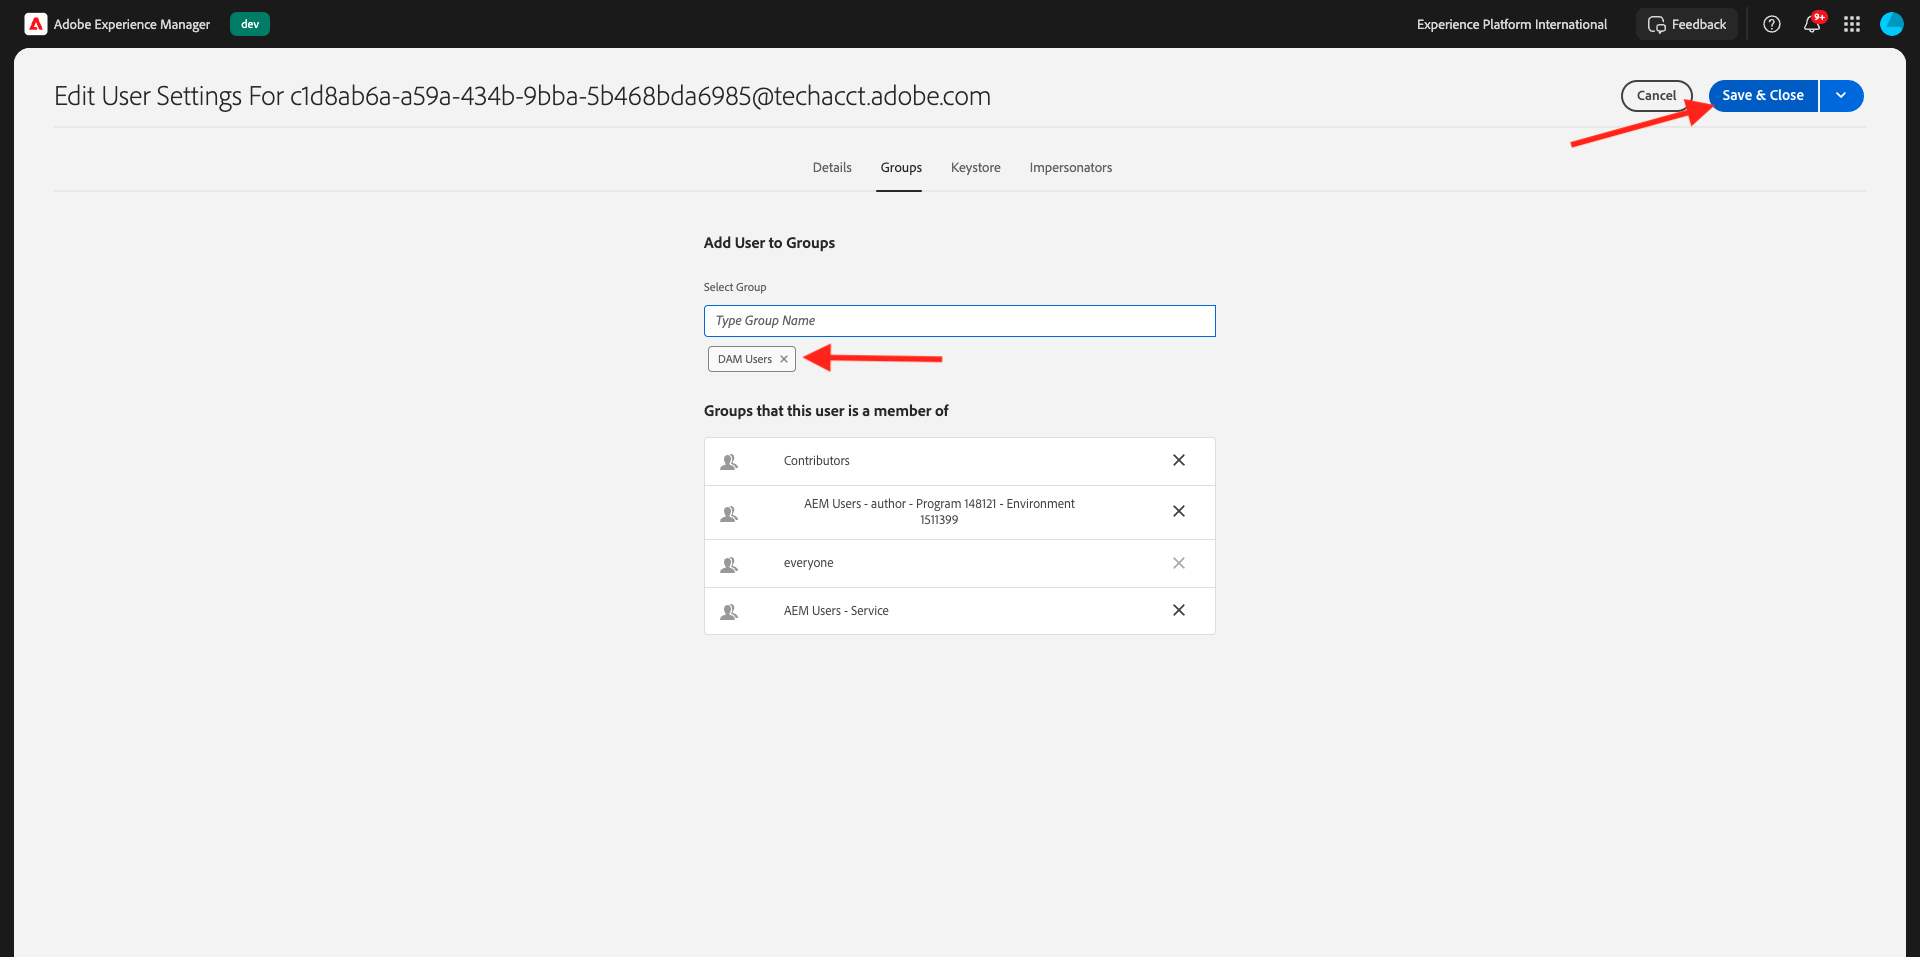 Adobe Experience Manager
dev
Experience Platform International
Feedback
9+
Edit User Settings For c1d8ab6a-a59a-434b-9bba-5b468bda6985@techacct.adobe.com
Cancel
Save & Close
Details
Groups
Keystore
Impersonators
Add User to Groups
Select Group
Type Group Name
DAM Users
Groups that this user is a member of
Contributors
AEM Users - author - Program 148121 - Environment
1511399
everyone
AEM Users - Service